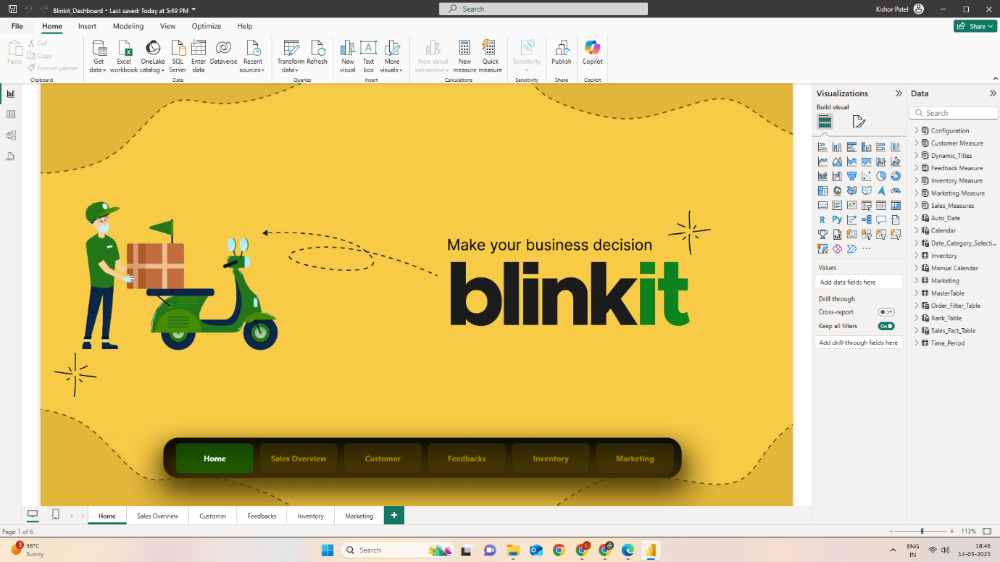 Blinkit_Dashboard • Last saved: Today at 5:49 PM
Search
Kishor Patel
File
Home
Insert
Modeling
View
Optimize
Help
Share
Paste
Cut
Copy
Format painter
Clipboard
Get data
Excel workbook
OneLake catalog
SQL Server
Enter data
Dataverse
Recent sources
Data
Transform data
Refresh
Queries
New visual
Text box
More visuals
Insert
New visual calculation
New measure
Quick measure
Calculations
Sensitivity
Sensitivity
Publish
Share
Copilot
Copilot
Make your business decision
blinkit
Home
Sales Overview
Customer
Feedbacks
Inventory
Marketing
Visualizations
Build visual
R
Py
Values
Add data fields here
Drill through
Cross-report
Off
Keep all filters
On
Add drill-through fields here
Data
Search
Configuration
Customer Measure
Dynamic_Titles
Feedback Measure
Inventory Measure
Marketing Measure
Sales_Measures
Auto_Date
Calendar
Date_Category_Selecti...
Inventory
Manual Calendar
Marketing
MasterTable
Order_Filter_Table
Rank_Table
Sales_Fact_Table
Time_Period
Home
Sales Overview
Customer
Feedbacks
Inventory
Marketing
+
Page 1 of 6
- + 113%
3
36°C
Sunny
Search
ENG
IN
18:46
14-03-2025